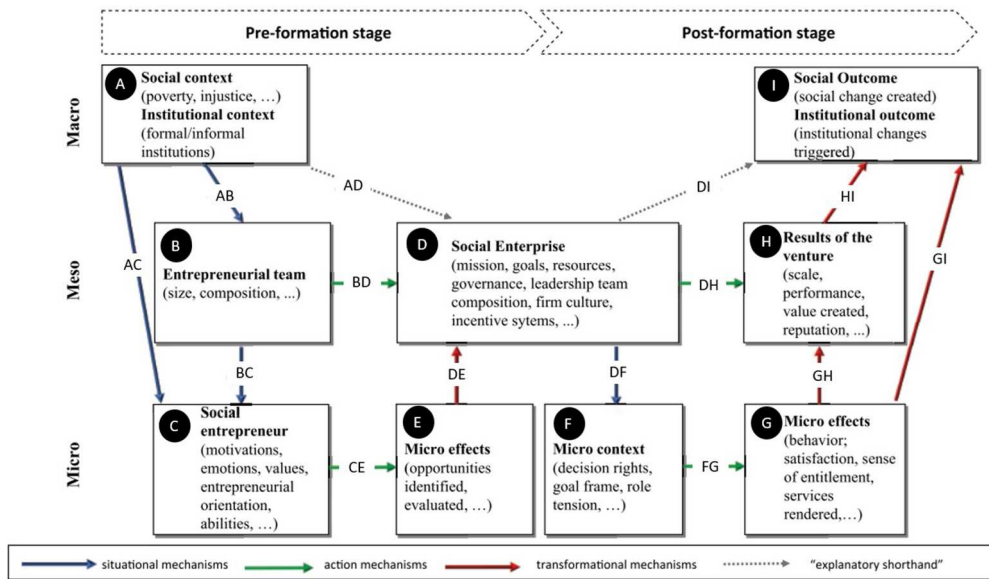 Pre-formation stage
Post-formation stage
Macro
A
Social context
(poverty, injustice, …)
Institutional context
(formal/informal
institutions)
I
Social Outcome
(social change created)
Institutional outcome
(institutional changes
triggered)
AB
AD
DI
HI
AC
GI
Meso
B
Entrepreneurial team
(size, composition, ...)
BD
D
Social Enterprise
(mission, goals, resources,
governance, leadership team
composition, firm culture,
incentive sytems, ...)
DH
H
Results of the
venture
(scale,
performance,
value created,
reputation, ...)
BC
DE
DF
GH
Micro
C
Social
entrepreneur
(motivations,
emotions, values,
entrepreneurial
orientation,
abilities, …)
CE
E
Micro effects
(opportunities
identified,
evaluated, …)
F
Micro context
(decision rights,
goal frame, role
tension, …)
FG
G
Micro effects
(behavior;
satisfaction, sense
of entitlement,
services
rendered,…)
situational mechanisms
action mechanisms
transformational mechanisms
"explanatory shorthand"